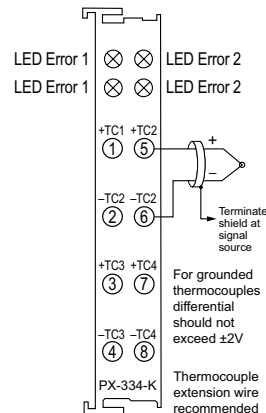 LED Error 1 LED Error 2
LED Error 1 LED Error 2
+TC1 +TC2
1 5
+
–
–TC2 –TC2
2 6
Terminate
shield at
signal
source
+TC3 +TC4
3 7
For grounded
thermocouples
differential
should not
exceed ±2V
–TC3 –TC4
4 8
PX-334-K
Thermocouple
extension wire
recommended